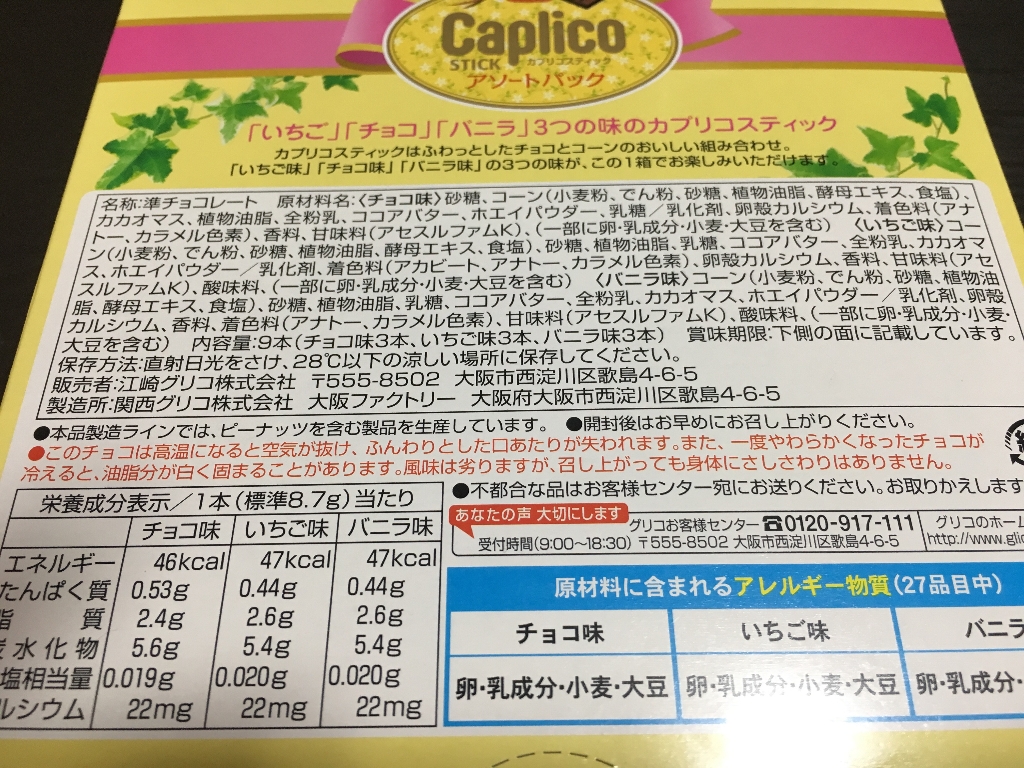 Caplico
STICK カプリコスティック
アソートパック
「いちご」「チョコ」「バニラ」3つの味のカプリコスティック
カプリコスティックはふわっとしたチョコとコーンのおいしい組み合わせ。
「いちご味」「チョコ味」「バニラ味」の3つの味が、この1箱でお楽しみいただけます。
名称:準チョコレート 原材料名:〈チョコ味〉砂糖、コーン(小麦粉、でん粉、砂糖、植物油脂、酵母エキス、食塩)、
カカオマス、植物油脂、全粉乳、ココアバター、ホエイパウダー、乳糖/乳化剤、卵殻カルシウム、着色料(アナ
トー、カラメル色素)、香料、甘味料(アセスルファムK)、(一部に卵・乳成分・小麦・大豆を含む) 〈いちご味〉コー
ン(小麦粉、でん粉、砂糖、植物油脂、酵母エキス、食塩)、砂糖、植物油脂、乳糖、ココアバター、全粉乳、カカオマ
ス、ホエイパウダー/乳化剤、着色料(アカビート、アナトー、カラメル色素)、卵殻カルシウム、香料、甘味料(アセ
スルファムK)、酸味料、(一部に卵・乳成分・小麦・大豆を含む) 〈バニラ味〉コーン(小麦粉、でん粉、砂糖、植物油
脂、酵母エキス、食塩)、砂糖、植物油脂、乳糖、ココアバター、全粉乳、カカオマス、ホエイパウダー/乳化剤、卵殻
カルシウム、香料、着色料(アナトー、カラメル色素)、甘味料(アセスルファムK)、酸味料、(一部に卵・乳成分・小麦・
大豆を含む) 内容量:9本(チョコ味3本、いちご味3本、バニラ味3本) 賞味期限:下側の面に記載しています。
保存方法:直射日光をさけ、28℃以下の涼しい場所に保存してください。
販売者:江崎グリコ株式会社 〒555-8502 大阪市西淀川区歌島4-6-5
製造所:関西グリコ株式会社 大阪ファクトリー 大阪府大阪市西淀川区歌島4-6-5
●本品製造ラインでは、ピーナッツを含む製品を生産しています。 ●開封後はお早めにお召し上がりください。
●このチョコは高温になると空気が抜け、ふんわりとした口あたりが失われます。また、一度やわらかくなったチョコが
冷えると、油脂分が白く固まることがあります。風味は劣りますが、召し上がっても身体にさしさわりはありません。
●不都合な品はお客様センター宛にお送りください。お取りかえします
あなたの声 大切にします
グリコお客様センター ☎0120-917-111
受付時間(9:00〜18:30) 〒555-8502 大阪市西淀川区歌島4-6-5
グリコのホーム
http://www.glic
栄養成分表示/1本(標準8.7g)当たり
チョコ味 いちご味 バニラ味
エネルギー 46kcal 47kcal 47kcal
たんぱく質 0.53g 0.44g 0.44g
脂質 2.4g 2.6g 2.6g
水化物 5.6g 5.4g 5.4g
塩相当量 0.019g 0.020g 0.020g
ルシウム 22mg 22mg 22mg
原材料に含まれるアレルギー物質(27品目中)
チョコ味 いちご味 バニラ
卵・乳成分・小麦・大豆 卵・乳成分・小麦・大豆 卵・乳成分・